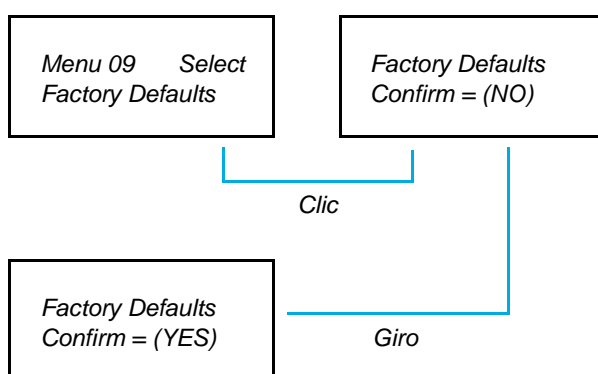 Menu 09 Select
Factory Defaults
Factory Defaults
Confirm = (NO)
Clic
Factory Defaults
Confirm = (YES)
Giro